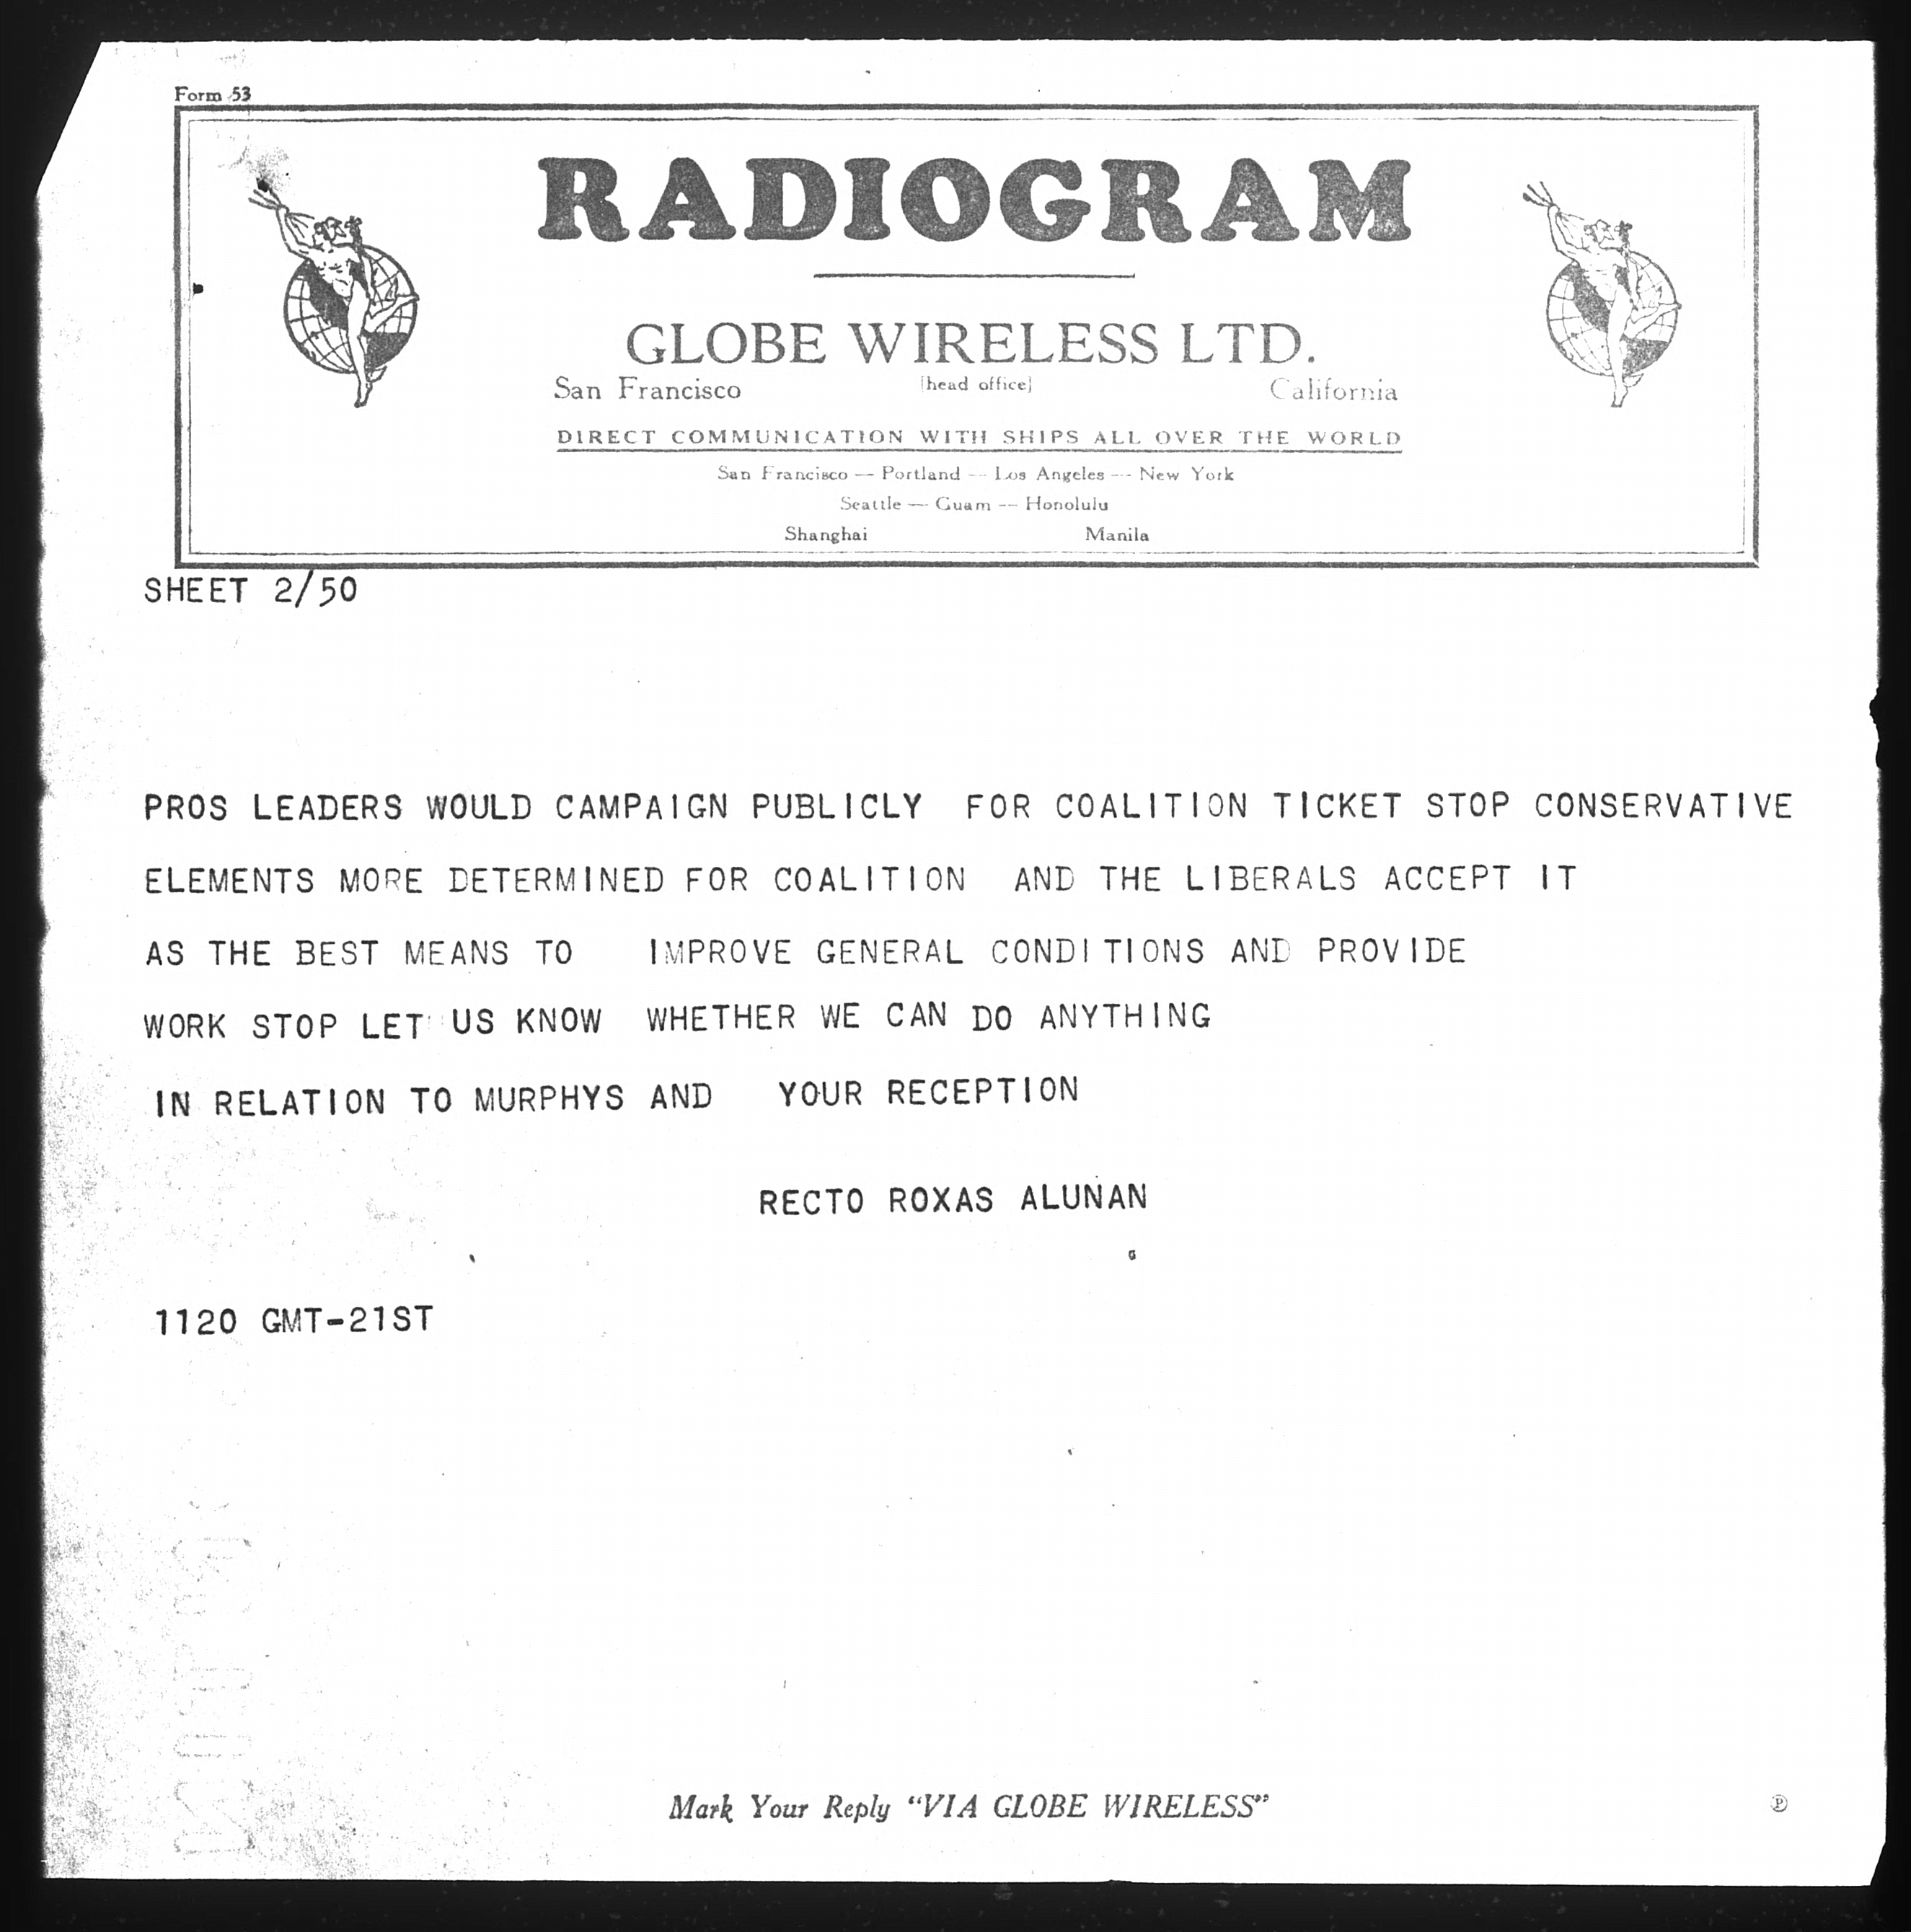 Form 53
RADIOGRAM
GLOBE WIRELESS LTD.
San Francisco [head office] California
DIRECT COMMUNICATION WITH SHIPS ALL OVER THE WORLD
San Francisco — Portland — Los Angeles — New York
Seattle — Guam — Honolulu
Shanghai Manila
SHEET 2/50
PROS LEADERS WOULD CAMPAIGN PUBLICLY FOR COALITION TICKET STOP CONSERVATIVE
ELEMENTS MORE DETERMINED FOR COALITION AND THE LIBERALS ACCEPT IT
AS THE BEST MEANS TO IMPROVE GENERAL CONDITIONS AND PROVIDE
WORK STOP LET US KNOW WHETHER WE CAN DO ANYTHING
IN RELATION TO MURPHYS AND YOUR RECEPTION
RECTO ROXAS ALUNAN
1120 GMT-21ST
Mark Your Reply “VIA GLOBE WIRELESS”
Ⓟ